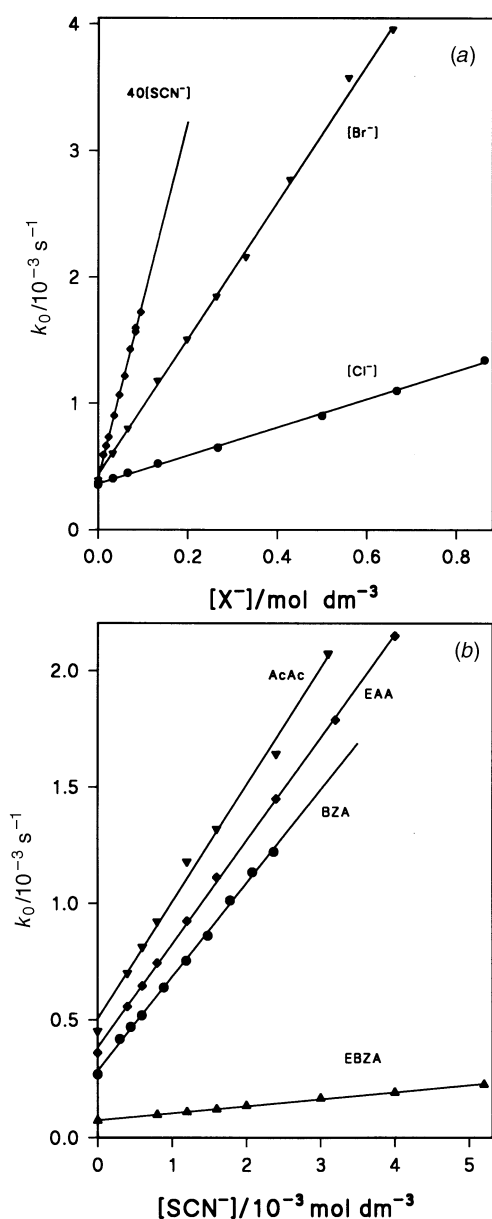 (a)
4
40[SCN⁻]
[Br⁻]
3
k₀/10⁻³ s⁻¹
2
[Cl⁻]
1
0
0.0 0.2 0.4 0.6 0.8
[X⁻]/mol dm⁻³
(b)
AcAc
2.0
EAA
BZA
1.5
k₀/10⁻³ s⁻¹
1.0
0.5
EBZA
0.0
0 1 2 3 4 5
[SCN⁻]/10⁻³ mol dm⁻³